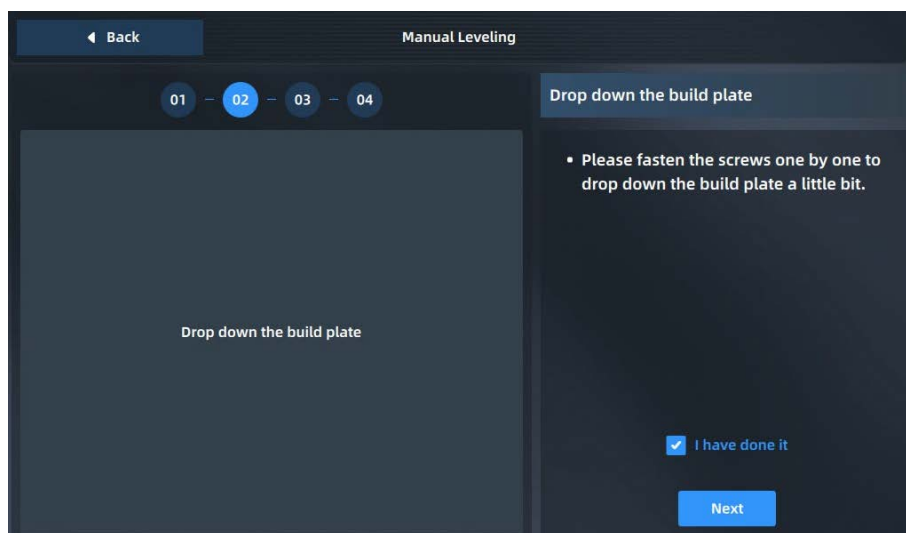 Back
Manual Leveling
01 - 02 - 03 - 04
Drop down the build plate
Drop down the build plate
• Please fasten the screws one by one to
drop down the build plate a little bit.
I have done it
Next